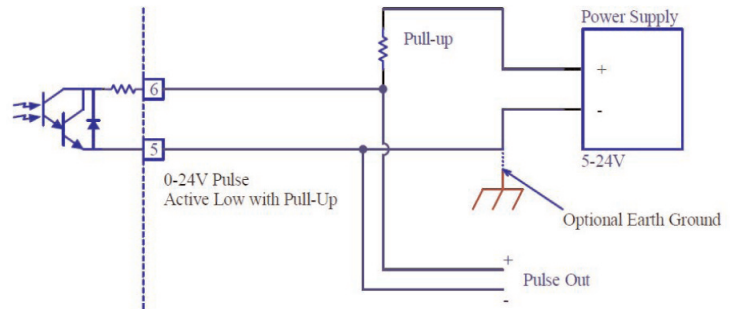 Power Supply
Pull-up
+
6
-
5
5-24V
0-24V Pulse
Active Low with Pull-Up
Optional Earth Ground
+
Pulse Out
-